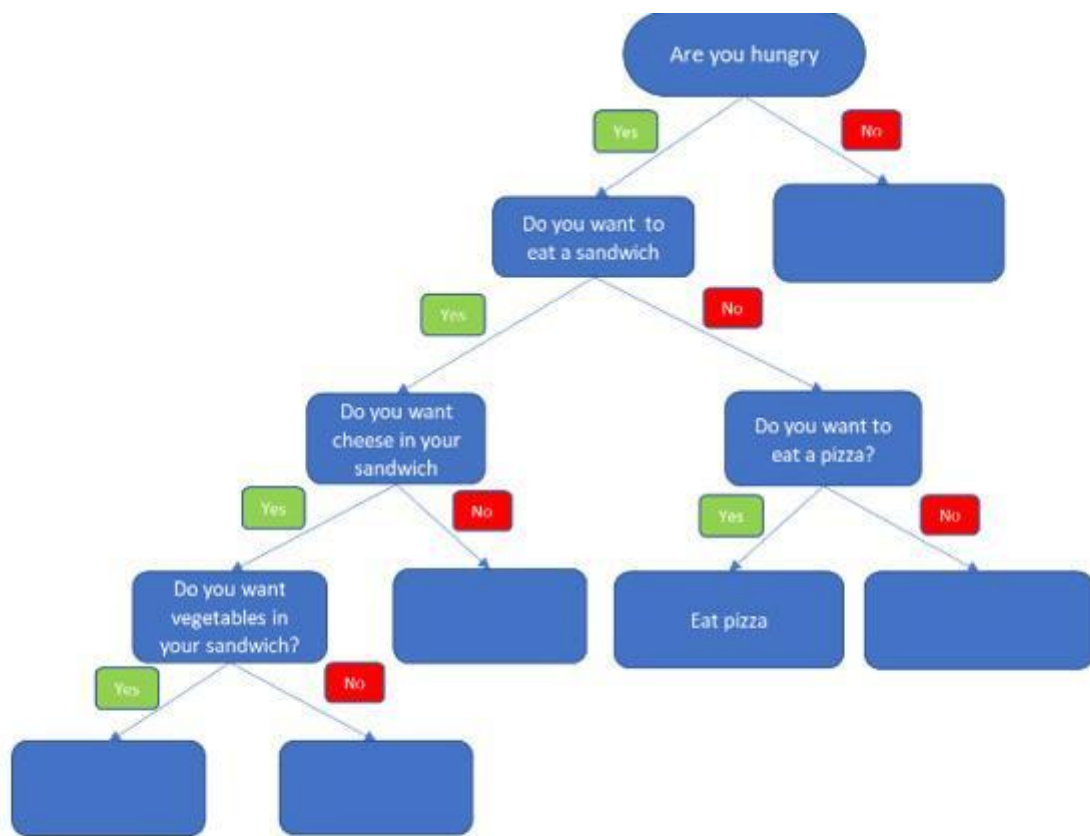 Are you hungry
Yes
No
Do you want to
eat a sandwich
Yes
No
Do you want
cheese in your
sandwich
Do you want to
eat a pizza?
Yes
No
Yes
No
Do you want
vegetables in
your sandwich?
Eat pizza
Yes
No